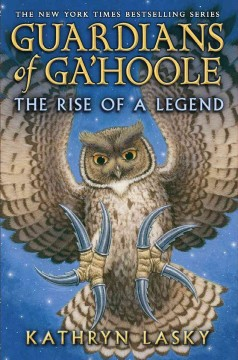 THE NEW YORK TIMES BESTSELLING SERIES
GUARDIANS
of GA'HOOLE
THE RISE OF A LEGEND
KATHRYN LASKY